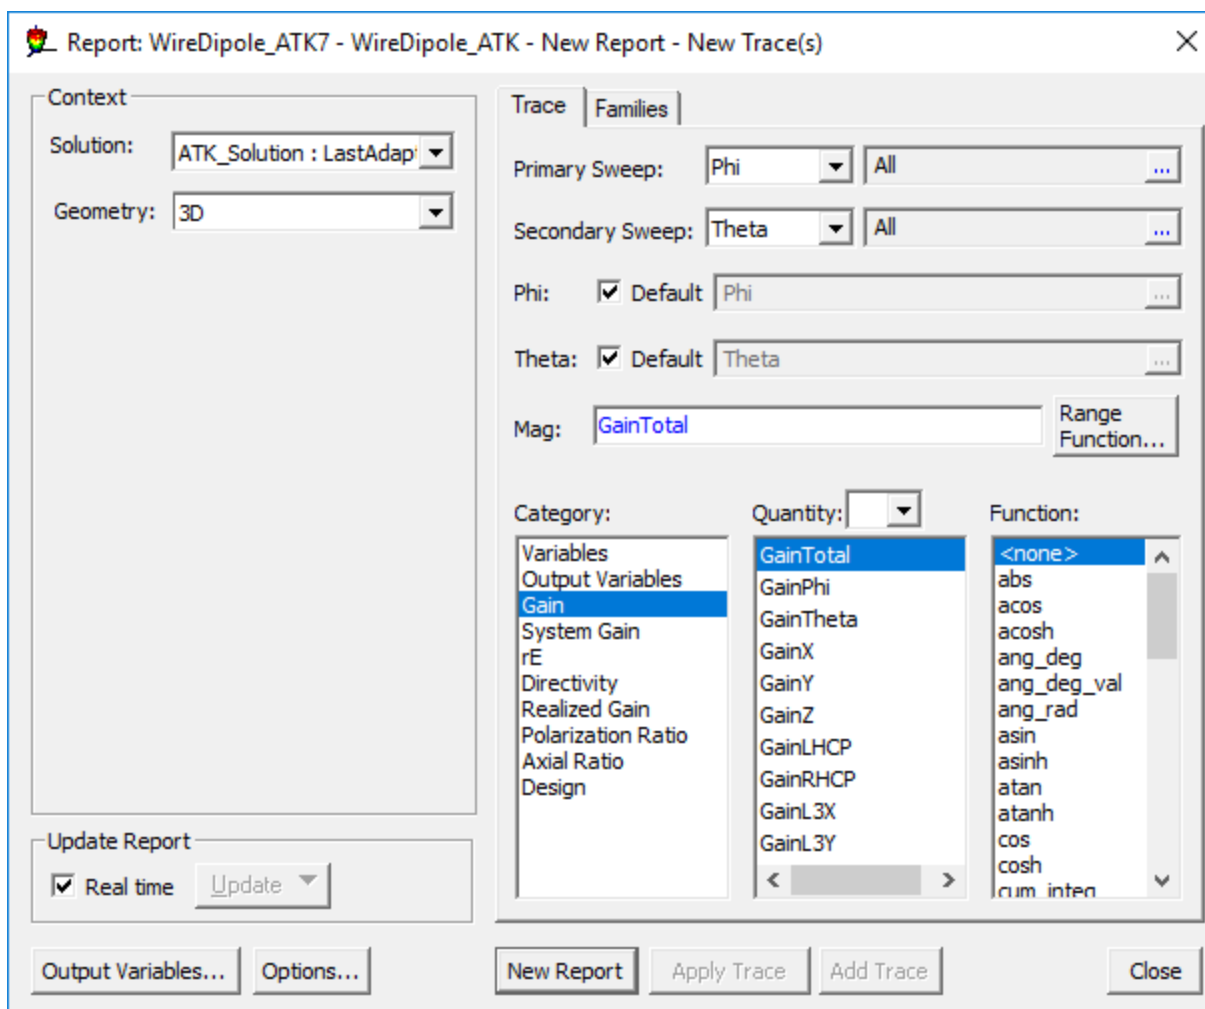 Report: WireDipole_ATK7 - WireDipole_ATK - New Report - New Trace(s)
Context
Solution:
ATK_Solution : LastAdap
Geometry:
3D
Update Report
Real time
Update
Output Variables...
Options...
Trace
Families
Primary Sweep:
Phi
All
...
Secondary Sweep:
Theta
All
...
Phi:
Default
Phi
...
Theta:
Default
Theta
...
Mag:
GainTotal
Range
Function...
Category:
Variables
Output Variables
Gain
System Gain
rE
Directivity
Realized Gain
Polarization Ratio
Axial Ratio
Design
Quantity:
GainTotal
GainPhi
GainTheta
GainX
GainY
GainZ
GainLHCP
GainRHCP
GainL3X
GainL3Y
Function:
<none>
abs
acos
acosh
ang_deg
ang_deg_val
ang_rad
asin
asinh
atan
atanh
cos
cosh
cum_integ
New Report
Apply Trace
Add Trace
Close